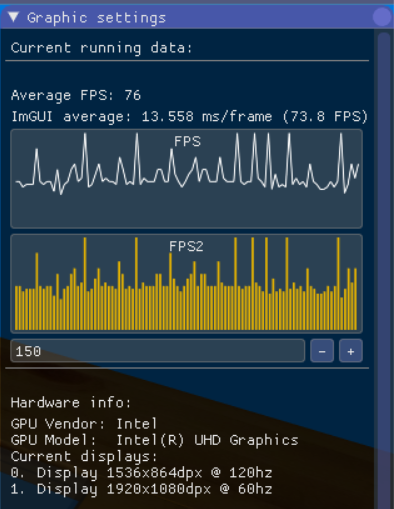 Graphic settings
Current running data:
Average FPS: 76
ImGUI average: 13.558 ms/frame (73.8 FPS)
FPS
FPS2
150 - +
Hardware info:
GPU Vendor: Intel
GPU Model:  Intel(R) UHD Graphics
Current displays:
0. Display 1536x864dpx @ 120hz
1. Display 1920x1080dpx @ 60hz